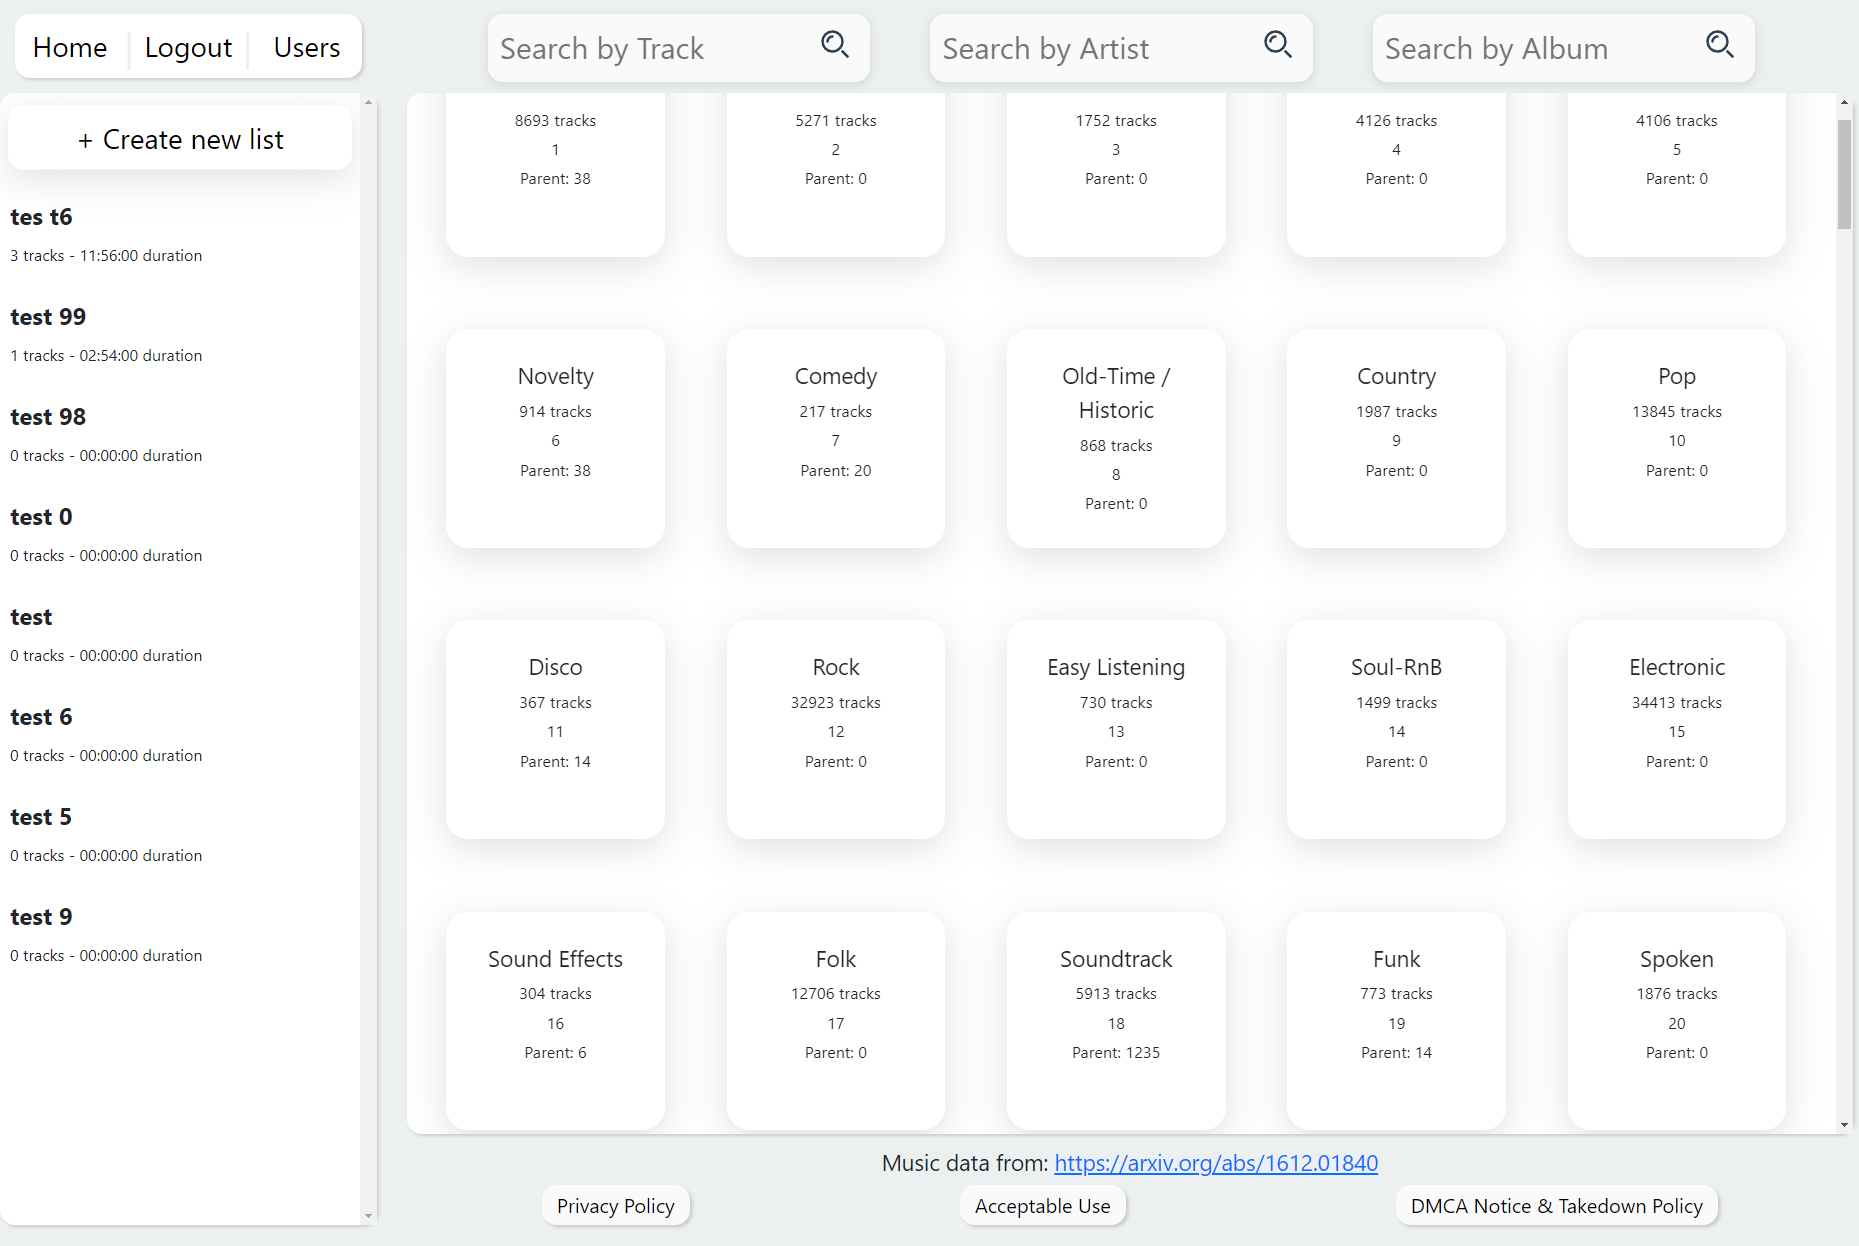 Home
Logout
Users
Search by Track
Search by Artist
Search by Album
+ Create new list
tes t6
3 tracks - 11:56:00 duration
test 99
1 tracks - 02:54:00 duration
test 98
0 tracks - 00:00:00 duration
test 0
0 tracks - 00:00:00 duration
test
0 tracks - 00:00:00 duration
test 6
0 tracks - 00:00:00 duration
test 5
0 tracks - 00:00:00 duration
test 9
0 tracks - 00:00:00 duration
8693 tracks
1
Parent: 38
5271 tracks
2
Parent: 0
1752 tracks
3
Parent: 0
4126 tracks
4
Parent: 0
4106 tracks
5
Parent: 0
Novelty
914 tracks
6
Parent: 38
Comedy
217 tracks
7
Parent: 20
Old-Time /
Historic
868 tracks
8
Parent: 0
Country
1987 tracks
9
Parent: 0
Pop
13845 tracks
10
Parent: 0
Disco
367 tracks
11
Parent: 14
Rock
32923 tracks
12
Parent: 0
Easy Listening
730 tracks
13
Parent: 0
Soul-RnB
1499 tracks
14
Parent: 0
Electronic
34413 tracks
15
Parent: 0
Sound Effects
304 tracks
16
Parent: 6
Folk
12706 tracks
17
Parent: 0
Soundtrack
5913 tracks
18
Parent: 1235
Funk
773 tracks
19
Parent: 14
Spoken
1876 tracks
20
Parent: 0
Music data from: https://arxiv.org/abs/1612.01840
Privacy Policy
Acceptable Use
DMCA Notice & Takedown Policy